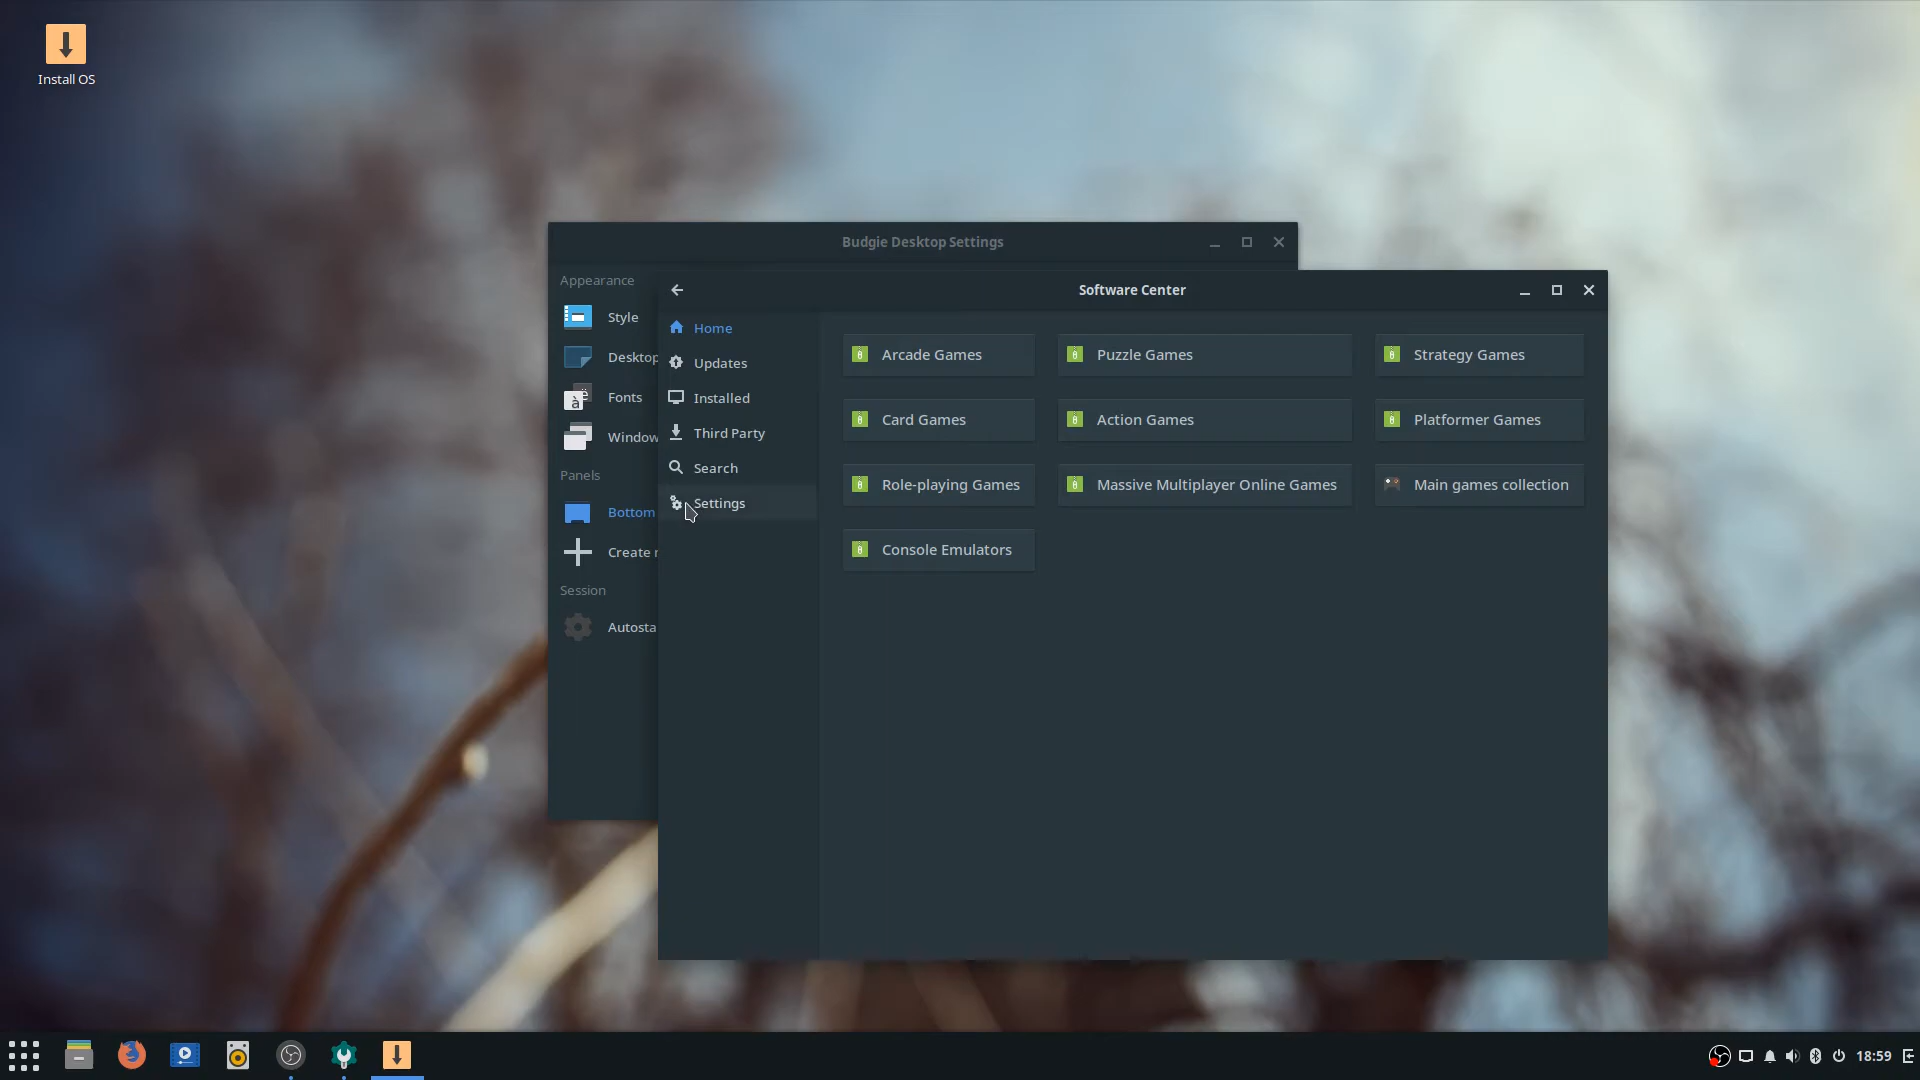 Install OS
Budgie Desktop Settings
Appearance
Style
Desktop
Fonts
Window
Panels
Bottom
Create
Session
Autosta
Software Center
Home
Updates
Installed
Third Party
Search
Settings
Arcade Games
Puzzle Games
Strategy Games
Card Games
Action Games
Platformer Games
Role-playing Games
Massive Multiplayer Online Games
Main games collection
Console Emulators
18:59